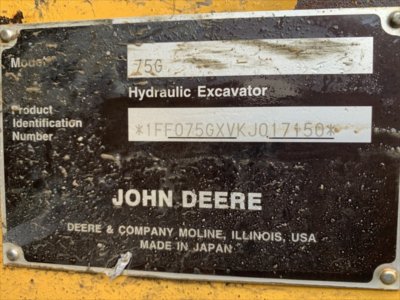 Model 75G
Hydraulic Excavator
Product
Identification
Number
*1FF075GXVKJ017150*
JOHN DEERE
DEERE & COMPANY MOLINE, ILLINOIS, USA
MADE IN JAPAN